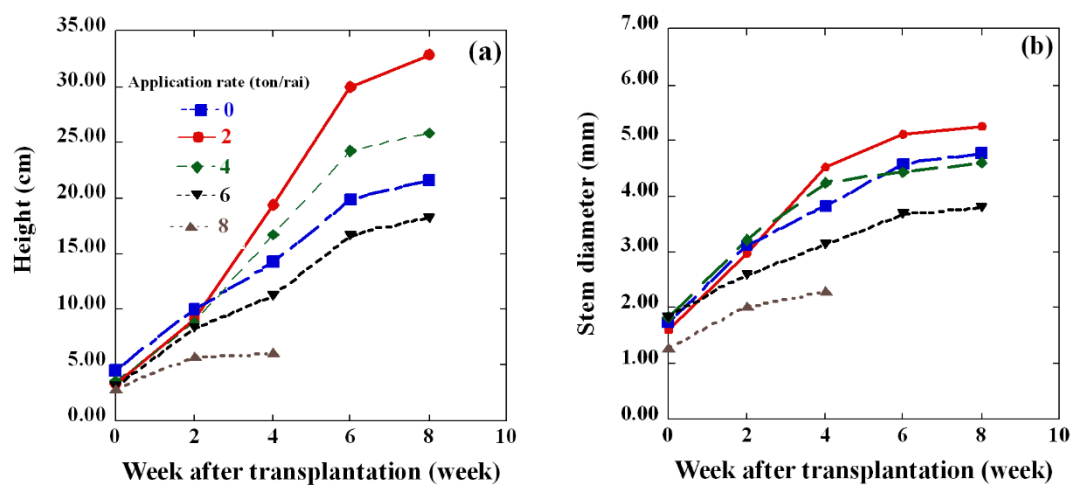 (a)
35.00
30.00
25.00
20.00
15.00
10.00
5.00
0.00
Height (cm)
Application rate (ton/rai)
0
2
4
6
8
0 2 4 6 8 10
Week after transplantation (week)
(b)
7.00
6.00
5.00
4.00
3.00
2.00
1.00
0.00
Stem diameter (mm)
0 2 4 6 8 10
Week after transplantation (week)